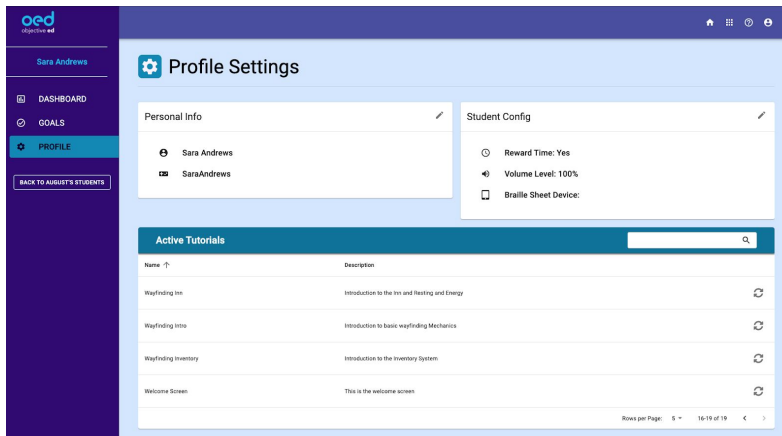 oed
objective ed
Sara Andrews
DASHBOARD
GOALS
PROFILE
BACK TO AUGUST'S STUDENTS
Profile Settings
Personal Info
Sara Andrews
SaraAndrews
Student Config
Reward Time: Yes
Volume Level: 100%
Braille Sheet Device:
Active Tutorials
Name Description
Wayfinding Inn Introduction to the Inn and Resting and Energy
Wayfinding Intro Introduction to basic wayfinding Mechanics
Wayfinding Inventory Introduction to the Inventory System
Welcome Screen This is the welcome screen
Rows per Page: 5 16-19 of 19